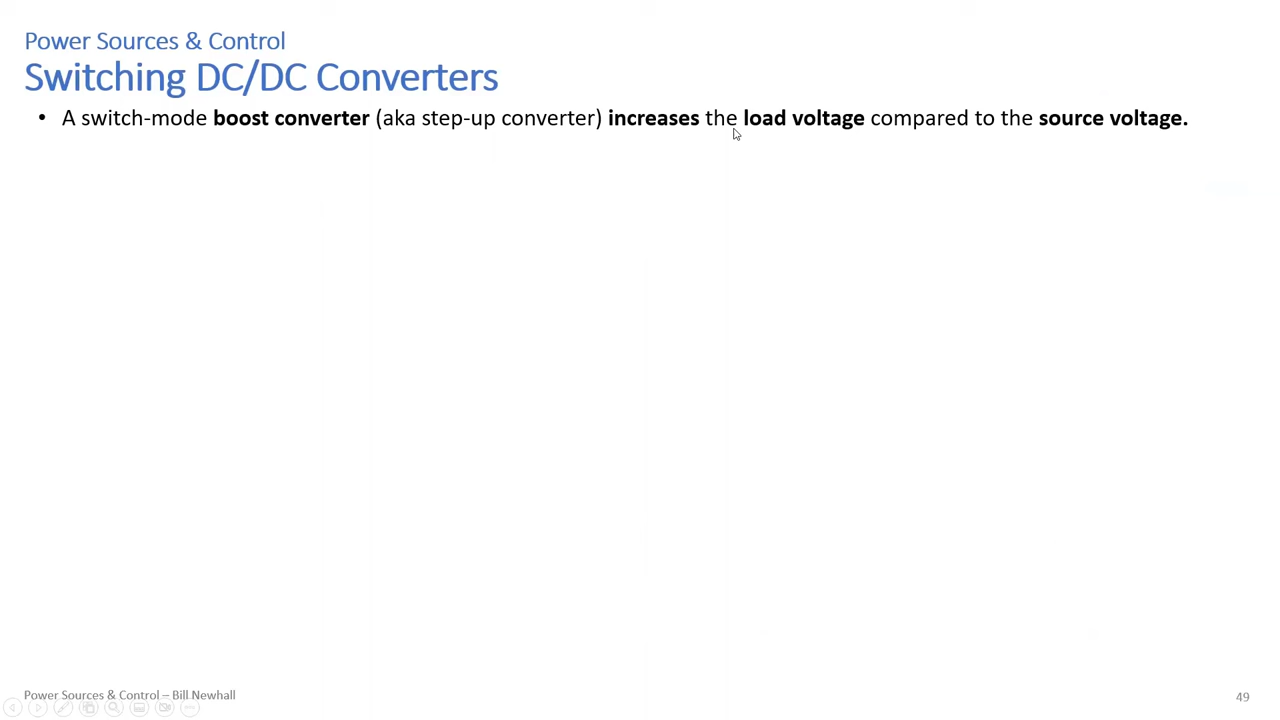 Power Sources & Control
Switching DC/DC Converters
• A switch-mode boost converter (aka step-up converter) increases the load voltage compared to the source voltage.
Power Sources & Control – Bill Newhall
49